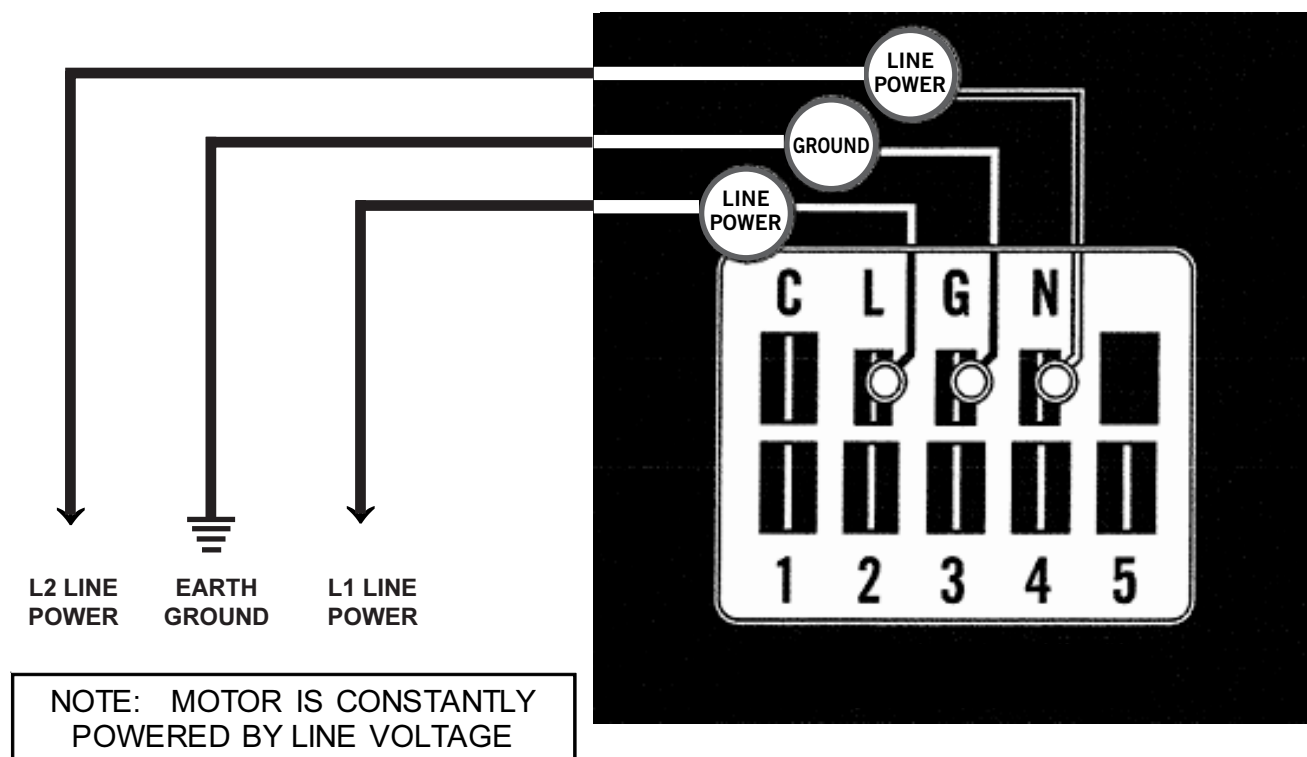 LINE
POWER
GROUND
LINE
POWER
C L G N
1 2 3 4 5
L2 LINE
POWER
EARTH
GROUND
L1 LINE
POWER
NOTE: MOTOR IS CONSTANTLY
POWERED BY LINE VOLTAGE